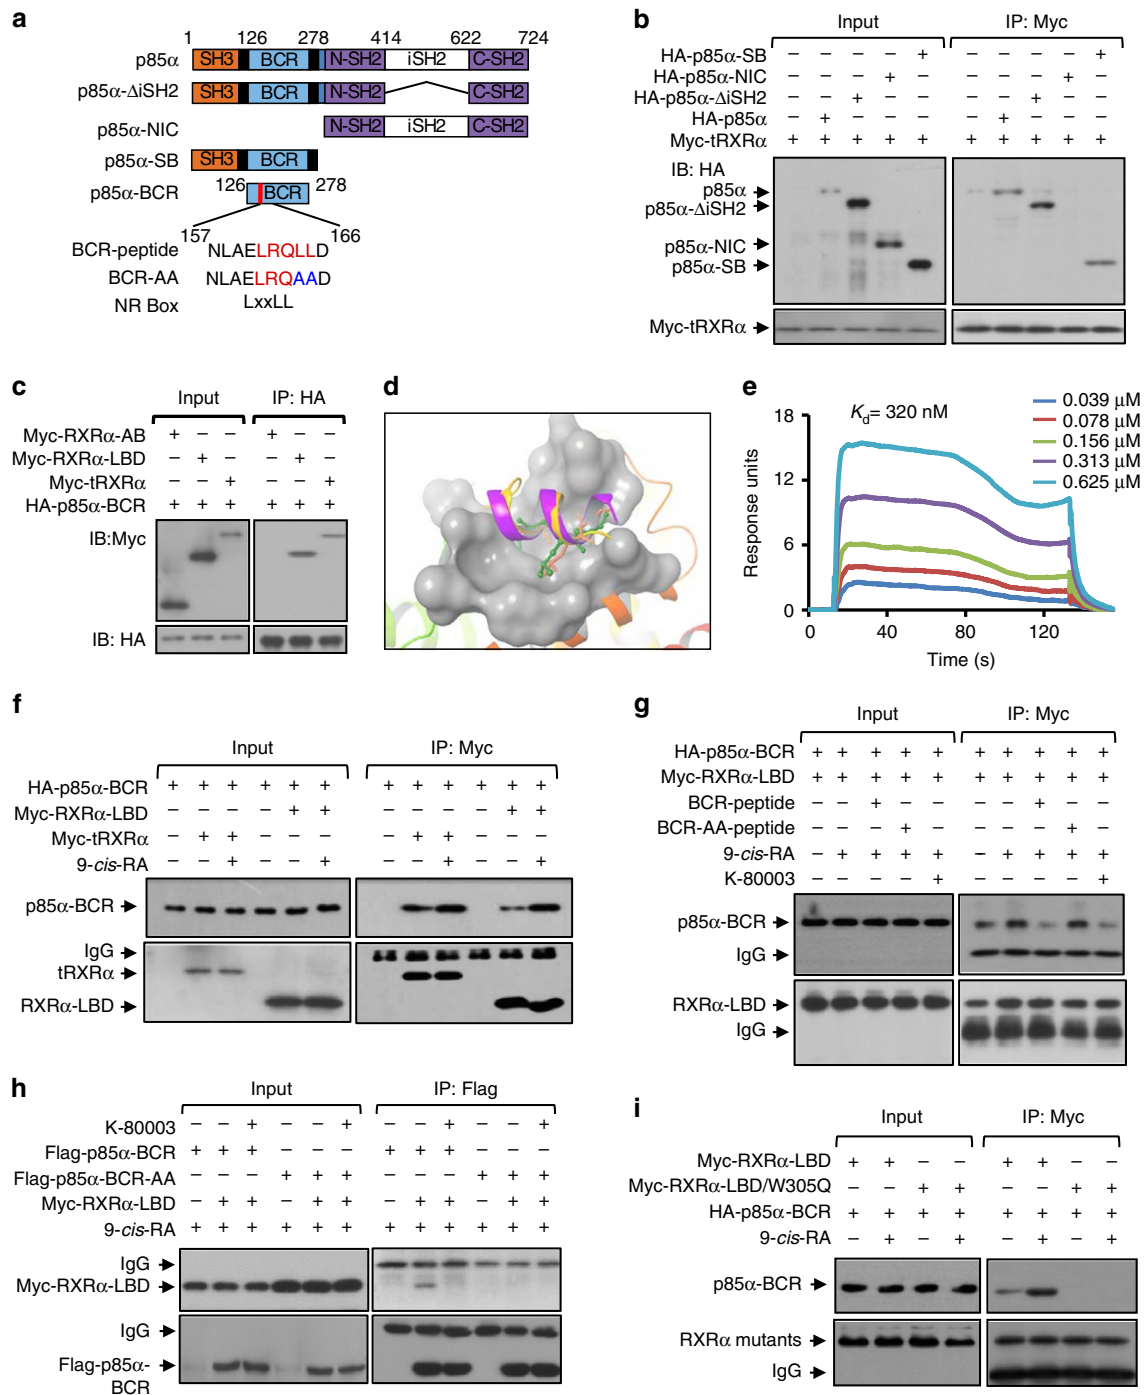 a
1 126 278 414 622 724
p85α SH3 BCR N-SH2 iSH2 C-SH2
p85α-ΔiSH2 SH3 BCR N-SH2 C-SH2
p85α-NIC N-SH2 iSH2 C-SH2
p85α-SB SH3 BCR
p85α-BCR 126 BCR 278
157 166
BCR-peptide NLAELRQLLD
BCR-AA NLAELRQAAD
NR Box LxxLL
b
Input IP: Myc
HA-p85α-SB – – – – + – – – – +
HA-p85α-NIC – – – + – – – – + –
HA-p85α-ΔiSH2 – – + – – – – + – –
HA-p85α – + – – – – + – – –
Myc-tRXRα + + + + + + + + + +
IB: HA
p85α
p85α-ΔiSH2
p85α-NIC
p85α-SB
Myc-tRXRα
c
Input IP: HA
Myc-RXRα-AB + – – + – –
Myc-RXRα-LBD – + – – + –
Myc-tRXRα – – + – – +
HA-p85α-BCR + + + + + +
IB:Myc
IB: HA
d
e
Kd= 320 nM
0.039 μM
0.078 μM
0.156 μM
0.313 μM
0.625 μM
Response units
18
12
6
0
0 40 80 120
Time (s)
f
Input IP: Myc
HA-p85α-BCR + + + + + + + + + + + +
Myc-RXRα-LBD – – – – + + – – – – + +
Myc-tRXRα – + + – – – – + + – – –
9-cis-RA – – + – – + – – + – – +
p85α-BCR
IgG
tRXRα
RXRα-LBD
g
Input IP: Myc
HA-p85α-BCR + + + + + + + + + +
Myc-RXRα-LBD + + + + + + + + + +
BCR-peptide – – + – – – – + – –
BCR-AA-peptide – – – + – – – – + –
9-cis-RA – + + + + – + + + +
K-80003 – – – – + – – – – +
p85α-BCR
IgG
RXRα-LBD
IgG
h
Input IP: Flag
K-80003 – – + – – + – – + – – +
Flag-p85α-BCR + + + – – – + + + – – –
Flag-p85α-BCR-AA – – – + + + – – – + + +
Myc-RXRα-LBD – + + – + + – + + – + +
9-cis-RA + + + + + + + + + + + +
IgG
Myc-RXRα-LBD
IgG
Flag-p85α-
BCR
i
Input IP: Myc
Myc-RXRα-LBD + + – – + + – –
Myc-RXRα-LBD/W305Q – – + + – – + +
HA-p85α-BCR + + + + + + + +
9-cis-RA – + – + – + – +
p85α-BCR
RXRα mutants
IgG